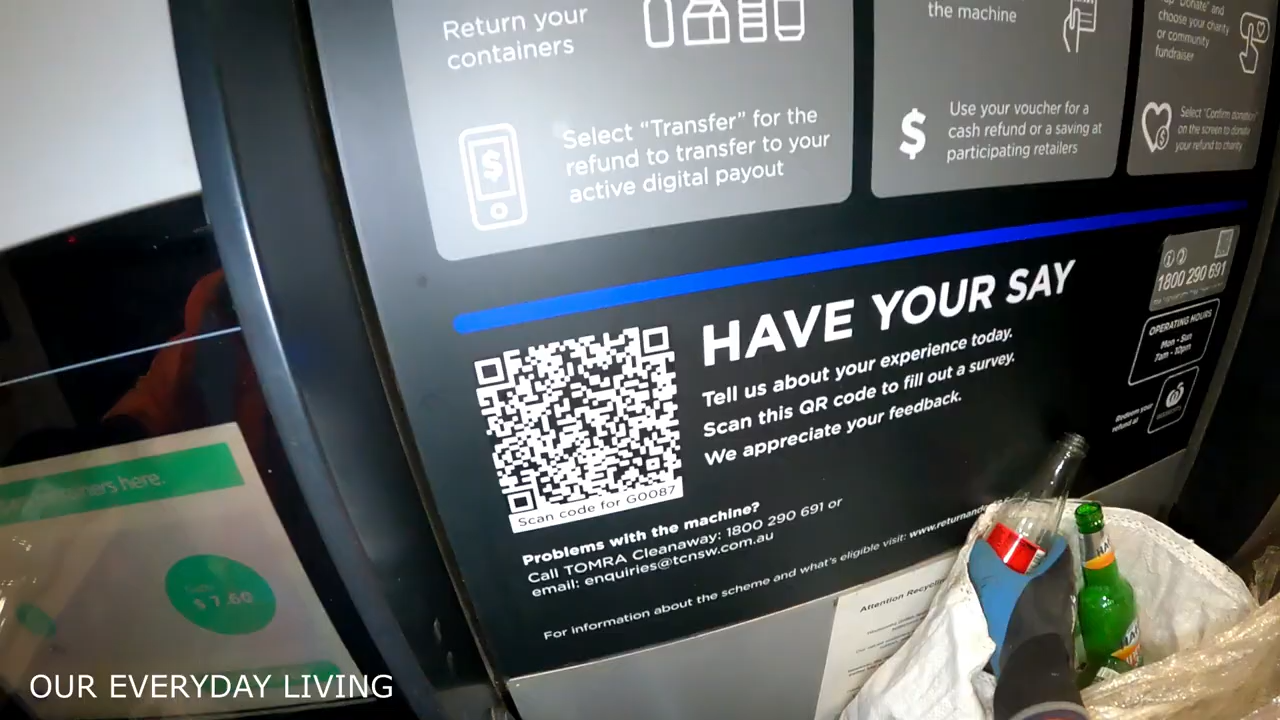 Return your
containers
Select “Transfer” for the
refund to transfer to your
active digital payout
the machine
Use your voucher for a
cash refund or a saving at
participating retailers
"Donate" and
choose your charity
or community
fundraiser
Select "Confirm donation"
on the screen to donate
your refund to charity
HAVE YOUR SAY
Tell us about your experience today.
Scan this QR code to fill out a survey.
We appreciate your feedback.
Scan code for G0087
Problems with the machine?
Call TOMRA Cleanaway: 1800 290 691 or
email: enquiries@tcnsw.com.au
For information about the scheme and what's eligible visit:
1800 290 691
OPERATING HOURS
Mon - Sun
7am - 10pm
Redeem your
refund at
Attention
here.
$ 7.60
OUR EVERYDAY LIVING